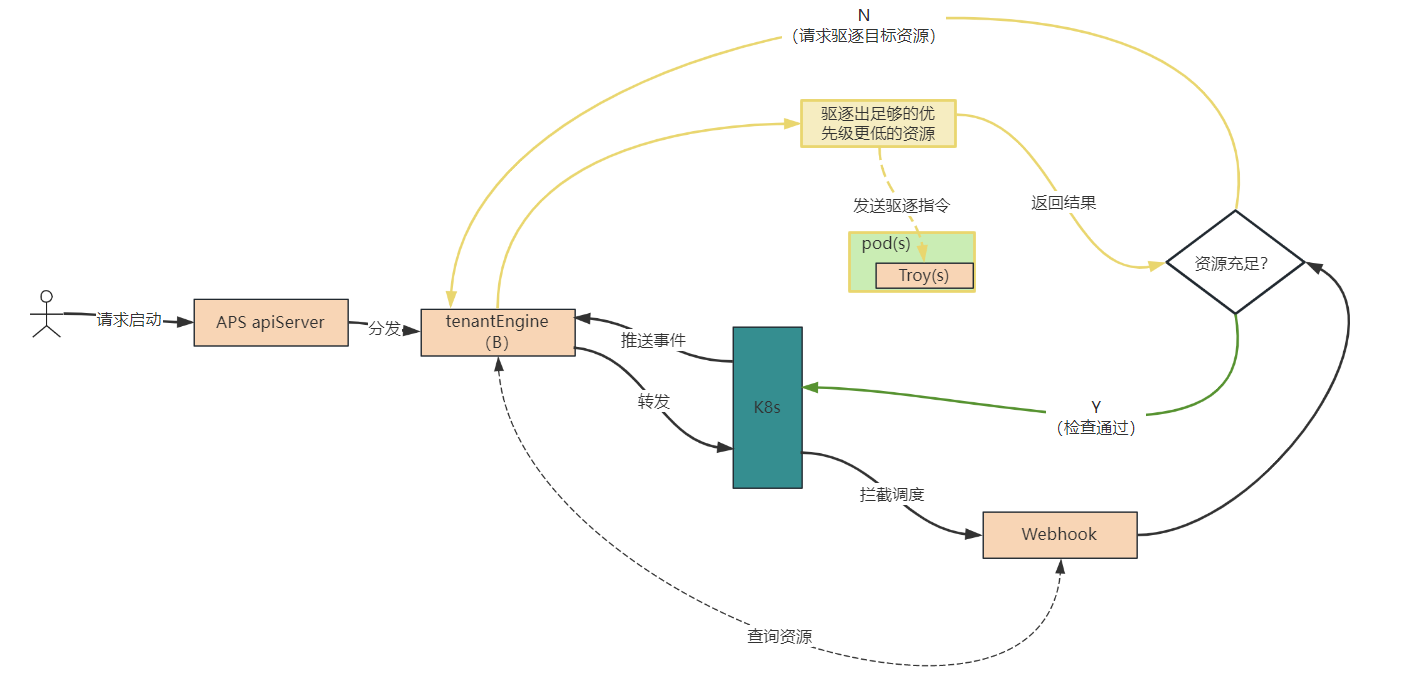 N
（请求驱逐目标资源）
驱逐出足够的优
先级更低的资源
发送驱逐指令
返回结果
pod(s)
Troy(s)
资源充足?
请求启动
APS apiServer
分发
tenantEngine
（B）
推送事件
转发
K8s
Y
（检查通过）
拦截调度
Webhook
查询资源